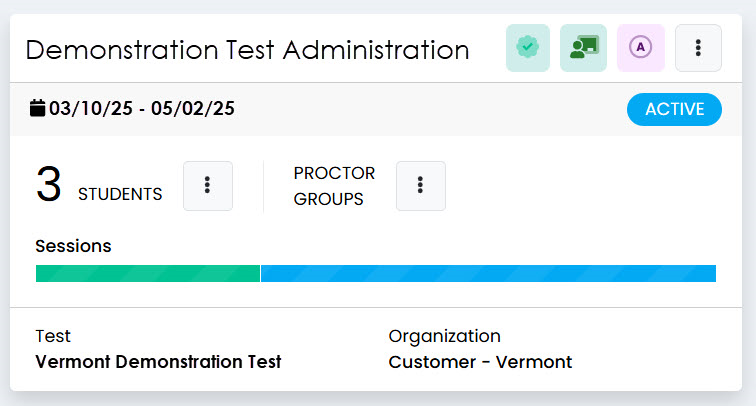 Demonstration Test Administration
A
03/10/25 - 05/02/25
ACTIVE
3 STUDENTS
PROCTOR
GROUPS
Sessions
Test
Vermont Demonstration Test
Organization
Customer - Vermont